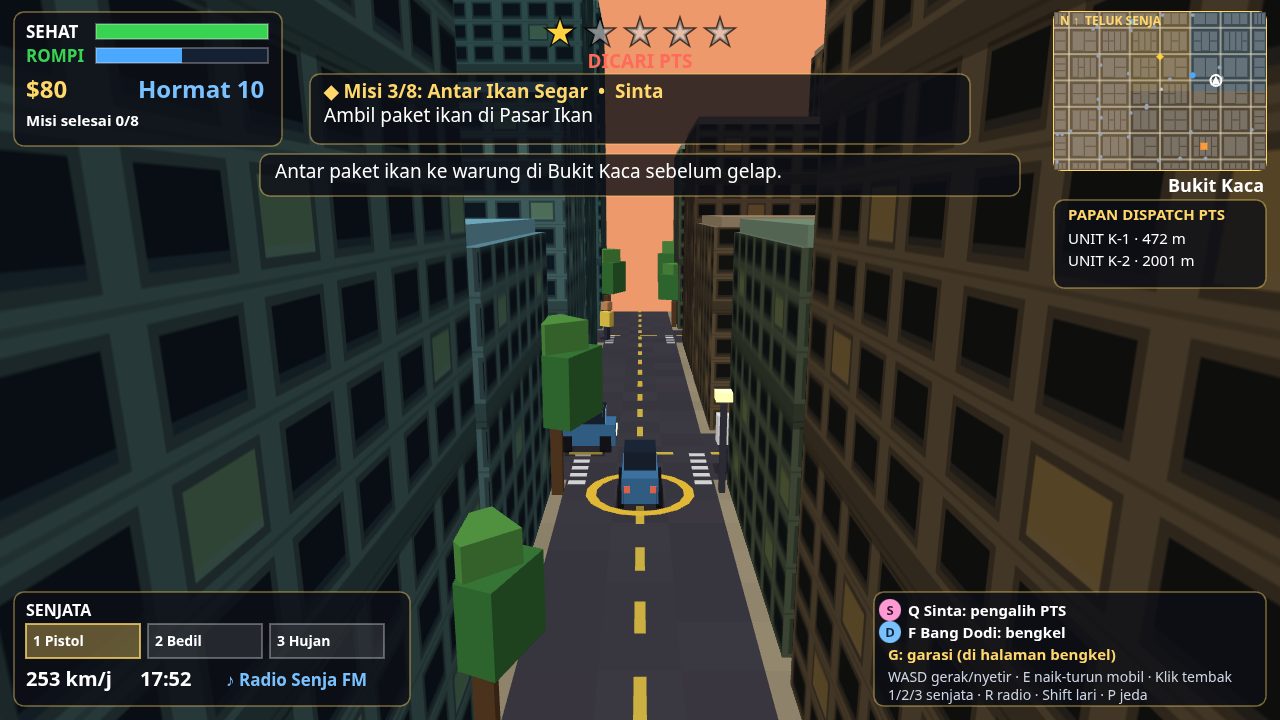 SEHAT
ROMPI
$80 Hormat 10
Misi selesai 0/8
DICARI PTS
◆ Misi 3/8: Antar Ikan Segar • Sinta
Ambil paket ikan di Pasar Ikan
Antar paket ikan ke warung di Bukit Kaca sebelum gelap.
N ↑ TELUK SENJA
Bukit Kaca
PAPAN DISPATCH PTS
UNIT K-1 · 472 m
UNIT K-2 · 2001 m
SENJATA
1 Pistol 2 Bedil 3 Hujan
253 km/j 17:52 ♪ Radio Senja FM
S Q Sinta: pengalih PTS
D F Bang Dodi: bengkel
G: garasi (di halaman bengkel)
WASD gerak/nyetir · E naik-turun mobil · Klik tembak
1/2/3 senjata · R radio · Shift lari · P jeda